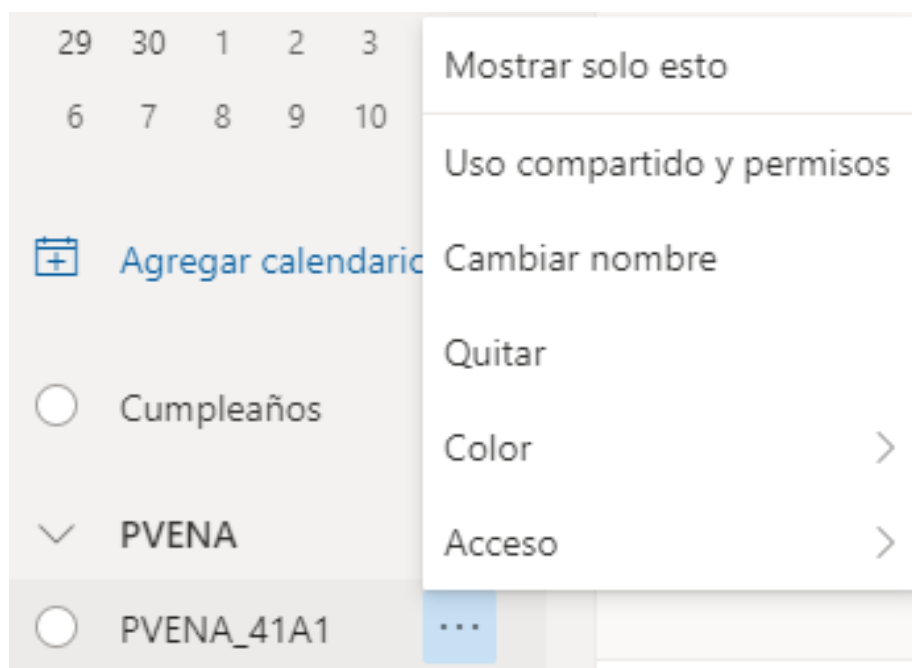 29 30 1 2 3
6 7 8 9 10
Agregar calendario
Cumpleaños
PVENA
PVENA_41A1
...
Mostrar solo esto
Uso compartido y permisos
Cambiar nombre
Quitar
Color
Acceso